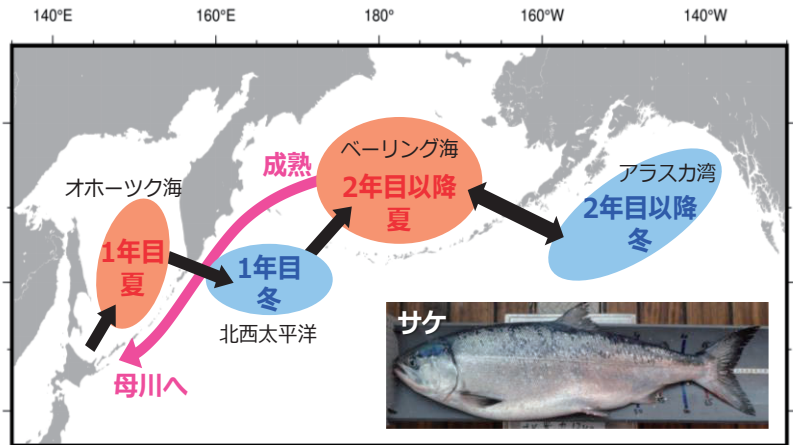 140°E
160°E
180°
160°W
140°W
オホーツク海
1年目
夏
成熟
ベーリング海
2年目以降
夏
アラスカ湾
2年目以降
冬
1年目
冬
北西太平洋
母川へ
サケ